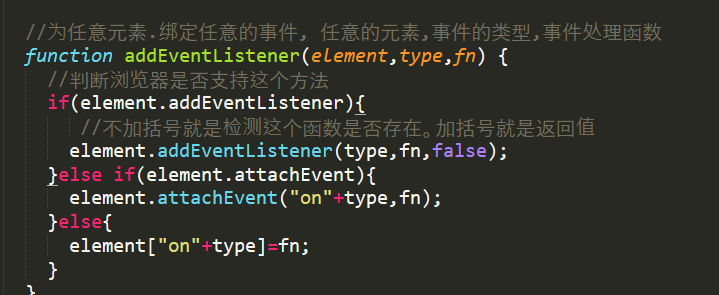 //为任意元素.绑定任意的事件, 任意的元素,事件的类型,事件处理函数
function addEventListener(element,type,fn) {
//判断浏览器是否支持这个方法
if(element.addEventListener){
//不加括号就是检测这个函数是否存在。加括号就是返回值
element.addEventListener(type,fn,false);
}else if(element.attachEvent){
element.attachEvent("on"+type,fn);
}else{
element["on"+type]=fn;
}
}